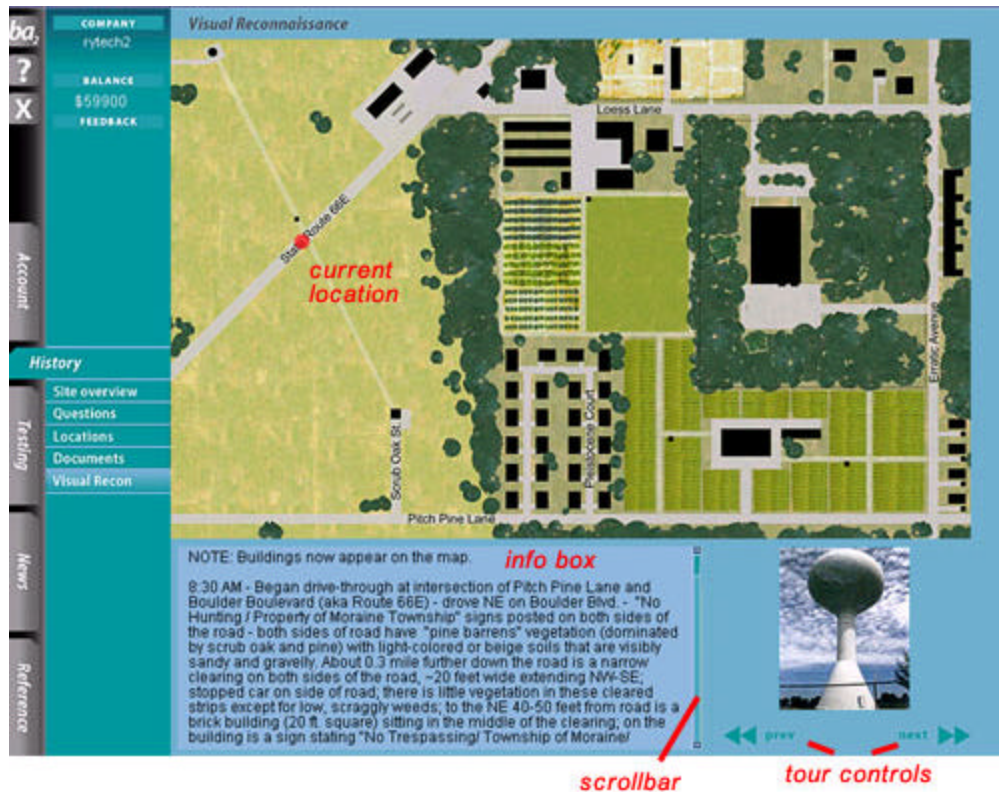 Visual Reconnaissance
ba2
?
X
COMPANY
rytech2
BALANCE
$59900
FEEDBACK
Account
History
Site overview
Questions
Locations
Documents
Visual Recon
Testing
News
Reference
Loess Lane
State Route 66E
current
location
Erratic Avenue
Scrub Oak St.
Pleistocene Court
Pitch Pine Lane
NOTE: Buildings now appear on the map.
info box
8:30 AM - Began drive-through at intersection of Pitch Pine Lane and
Boulder Boulevard (aka Route 66E) - drove NE on Boulder Blvd. - "No
Hunting / Property of Moraine Township" signs posted on both sides of
the road - both sides of road have "pine barrens" vegetation (dominated
by scrub oak and pine) with light-colored or beige soils that are visibly
sandy and gravelly. About 0.3 mile further down the road is a narrow
clearing on both sides of the road, ~20 feet wide extending NW-SE;
stopped car on side of road; there is little vegetation in these cleared
strips except for low, scraggly weeds; to the NE 40-50 feet from road is a
brick building (20 ft. square) sitting in the middle of the clearing; on the
building is a sign stating "No Trespassing/ Township of Moraine/
prev
next
scrollbar
tour controls